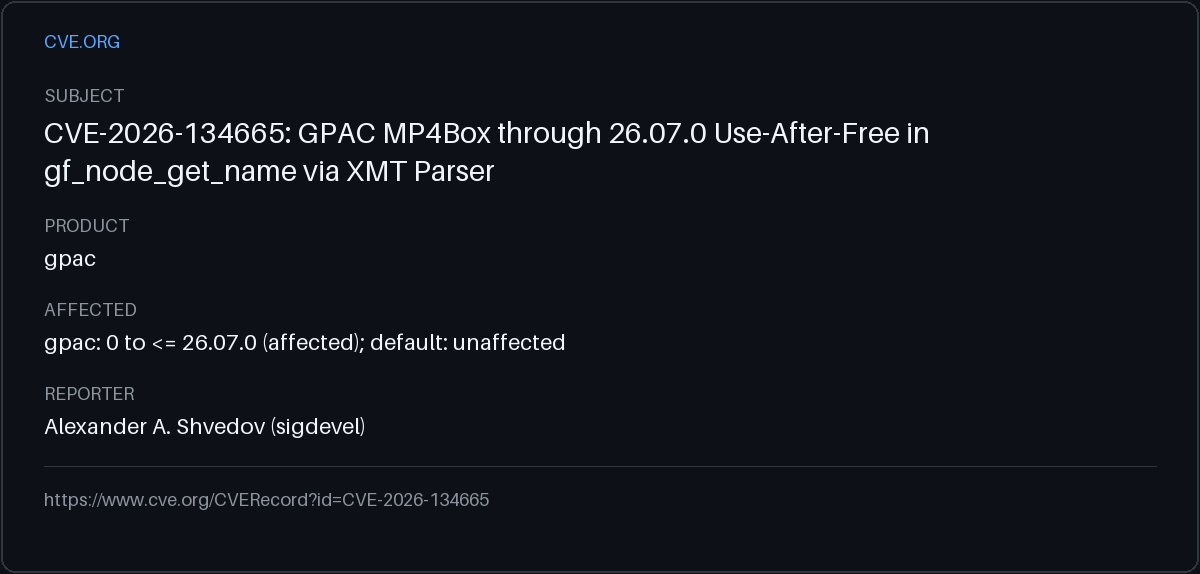 CVE.ORG
SUBJECT
CVE-2026-134665: GPAC MP4Box through 26.07.0 Use-After-Free in
gf_node_get_name via XMT Parser
PRODUCT
gpac
AFFECTED
gpac: 0 to <= 26.07.0 (affected); default: unaffected
REPORTER
Alexander A. Shvedov (sigdevel)
https://www.cve.org/CVERecord?id=CVE-2026-134665